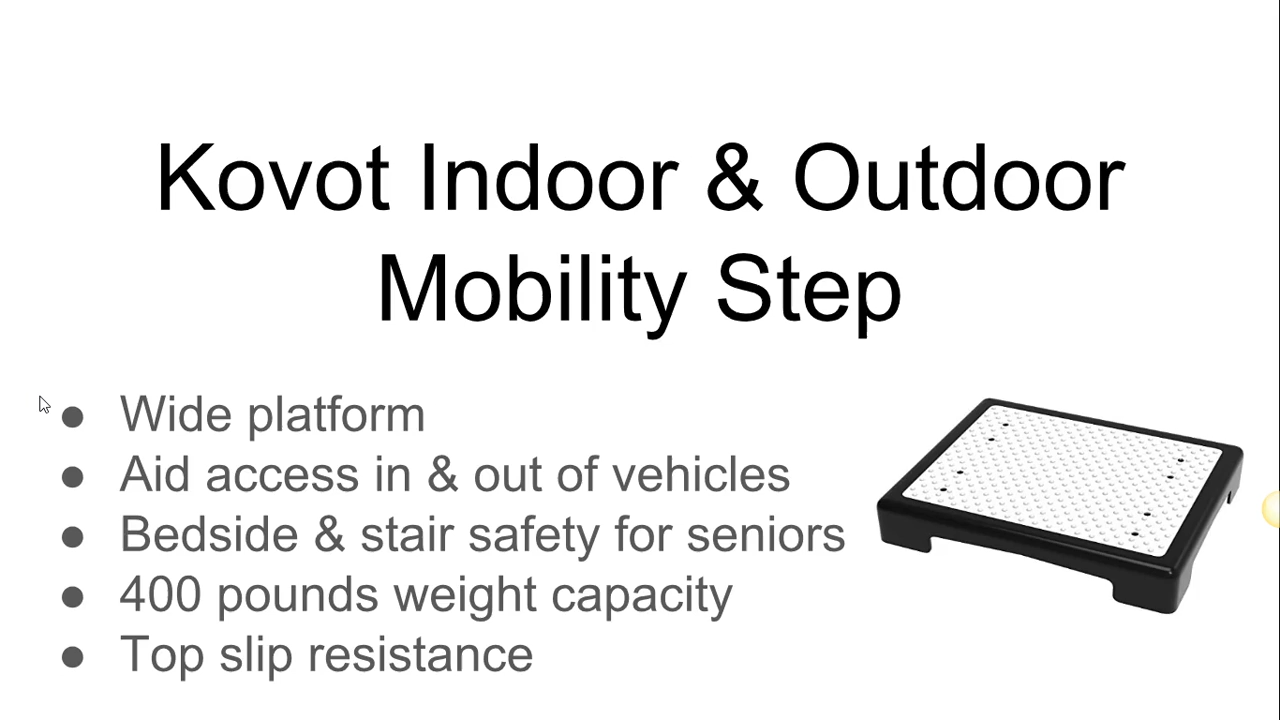 Kovot Indoor & Outdoor
Mobility Step
● Wide platform
● Aid access in & out of vehicles
● Bedside & stair safety for seniors
● 400 pounds weight capacity
● Top slip resistance